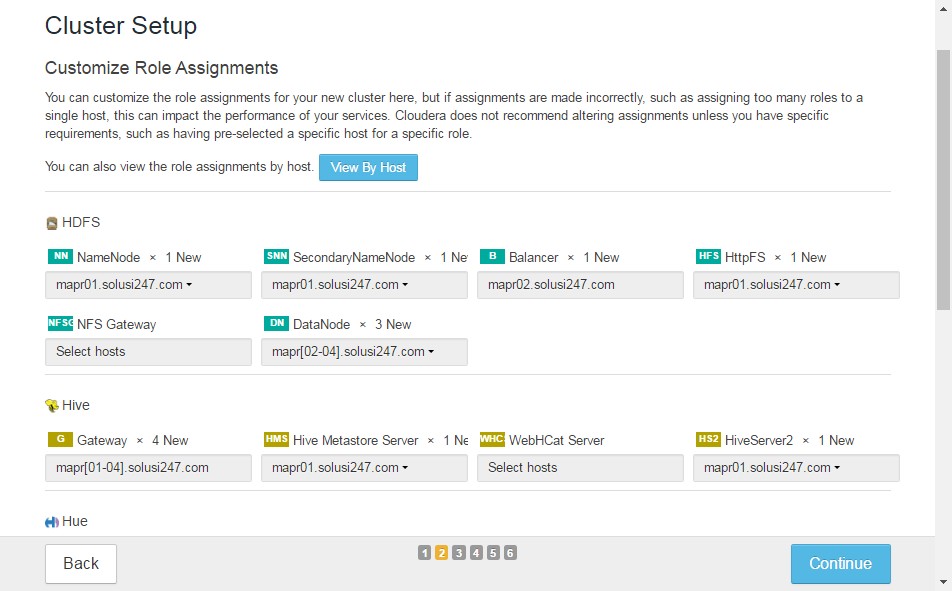 Cluster Setup
Customize Role Assignments
You can customize the role assignments for your new cluster here, but if assignments are made incorrectly, such as assigning too many roles to a
single host, this can impact the performance of your services. Cloudera does not recommend altering assignments unless you have specific
requirements, such as having pre-selected a specific host for a specific role.
You can also view the role assignments by host. View By Host
HDFS
NN NameNode × 1 New SNN SecondaryNameNode × 1 Ne B Balancer × 1 New HFS HttpFS × 1 New
mapr01.solusi247.com mapr01.solusi247.com mapr02.solusi247.com mapr01.solusi247.com
NFSG NFS Gateway DN DataNode × 3 New
Select hosts mapr[02-04].solusi247.com
Hive
G Gateway × 4 New HMS Hive Metastore Server × 1 Ne WHC WebHCat Server HS2 HiveServer2 × 1 New
mapr[01-04].solusi247.com mapr01.solusi247.com Select hosts mapr01.solusi247.com
Hue
Back 1 2 3 4 5 6 Continue